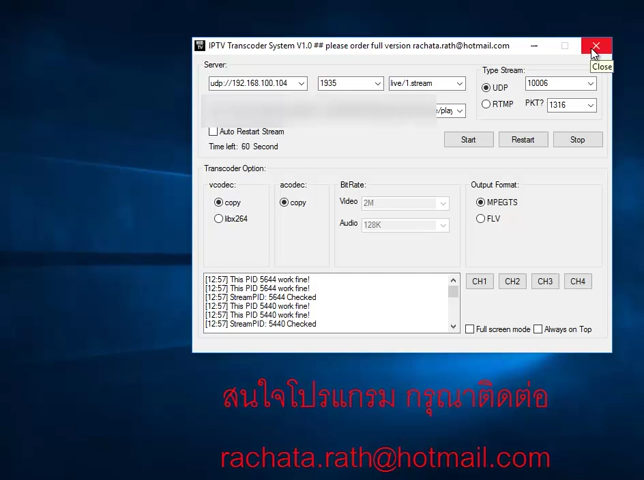 IPTV Transcoder System V1.0 ## please order full version rachata.rath@hotmail.com
Close
Server:
udp://192.168.100.104 1935 live/1.stream
Type Stream:
UDP 10006
RTMP PKT? 1316
/play
Auto Restart Stream
Time left: 60 Second
Start Restart Stop
Transcoder Option:
vcodec: acodec: BitRate: Output Format:
copy copy Video 2M MPEGTS
libx264 Audio 128K FLV
[12:57] This PID 5644 work fine!
[12:57] This PID 5644 work fine!
[12:57] StreamPID: 5644 Checked
[12:57] This PID 5440 work fine!
[12:57] This PID 5440 work fine!
[12:57] StreamPID: 5440 Checked
CH1 CH2 CH3 CH4
Full screen mode Always on Top
สนใจโปรแกรม กรุณาติดต่อ
rachata.rath@hotmail.com